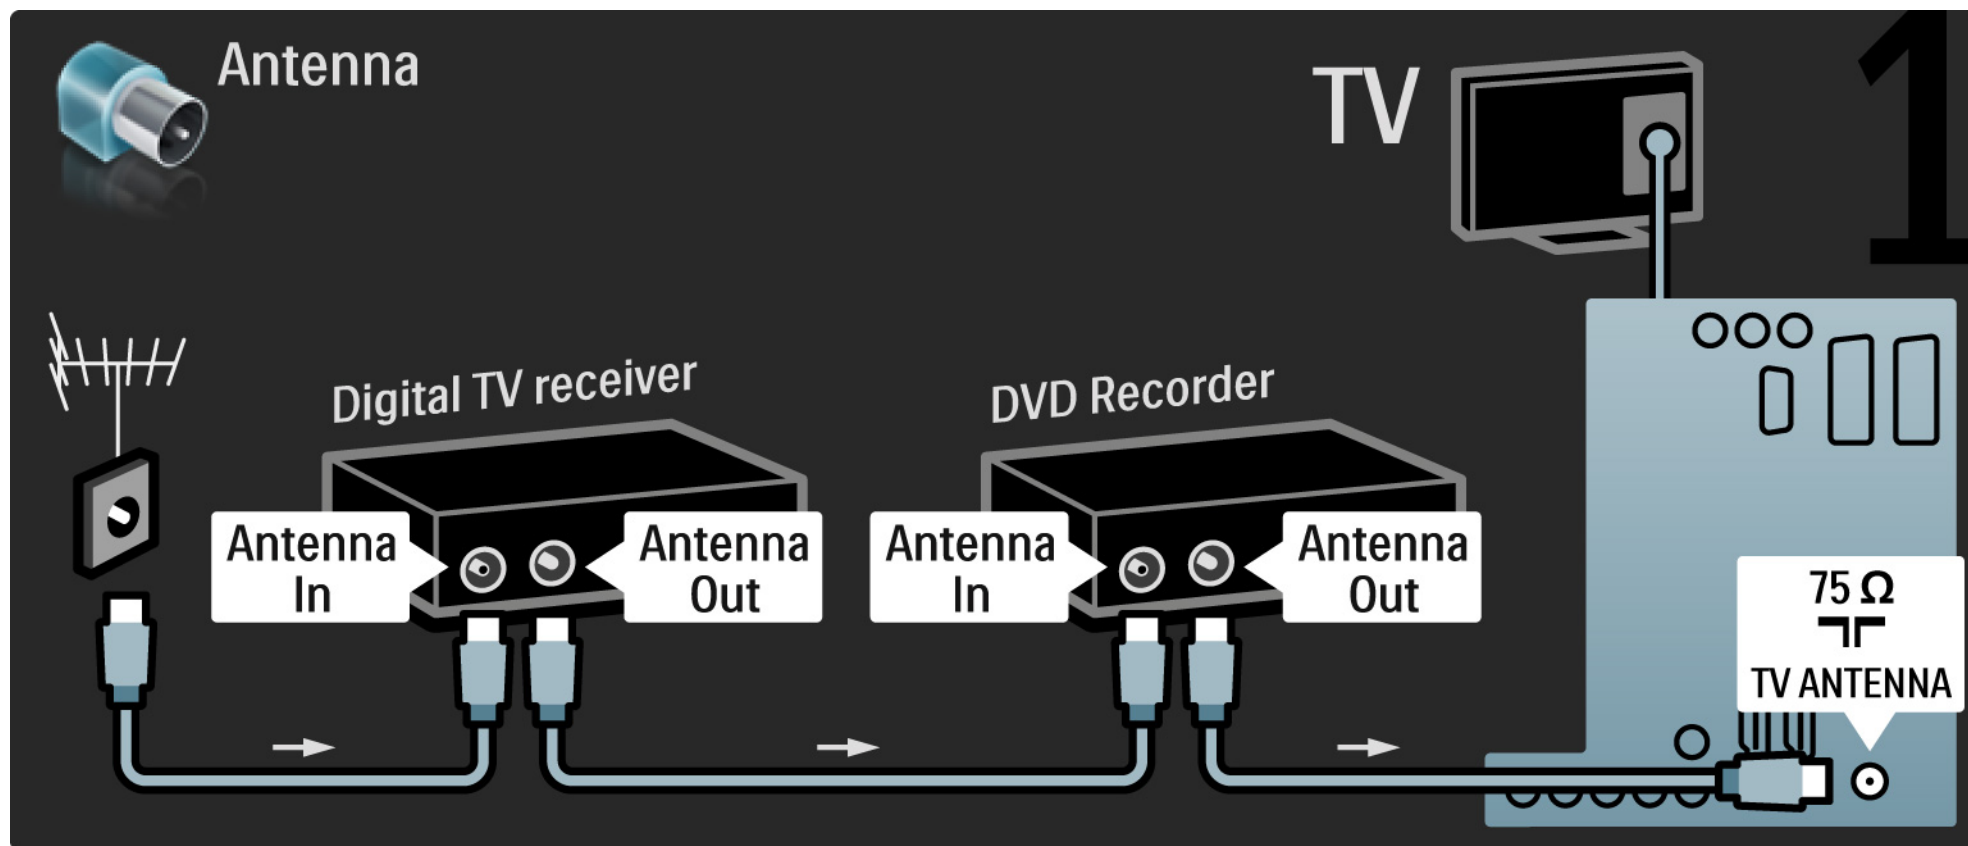 Antenna
TV
1
Digital TV receiver
DVD Recorder
Antenna
In
Antenna
Out
Antenna
In
Antenna
Out
75 Ω
TV ANTENNA